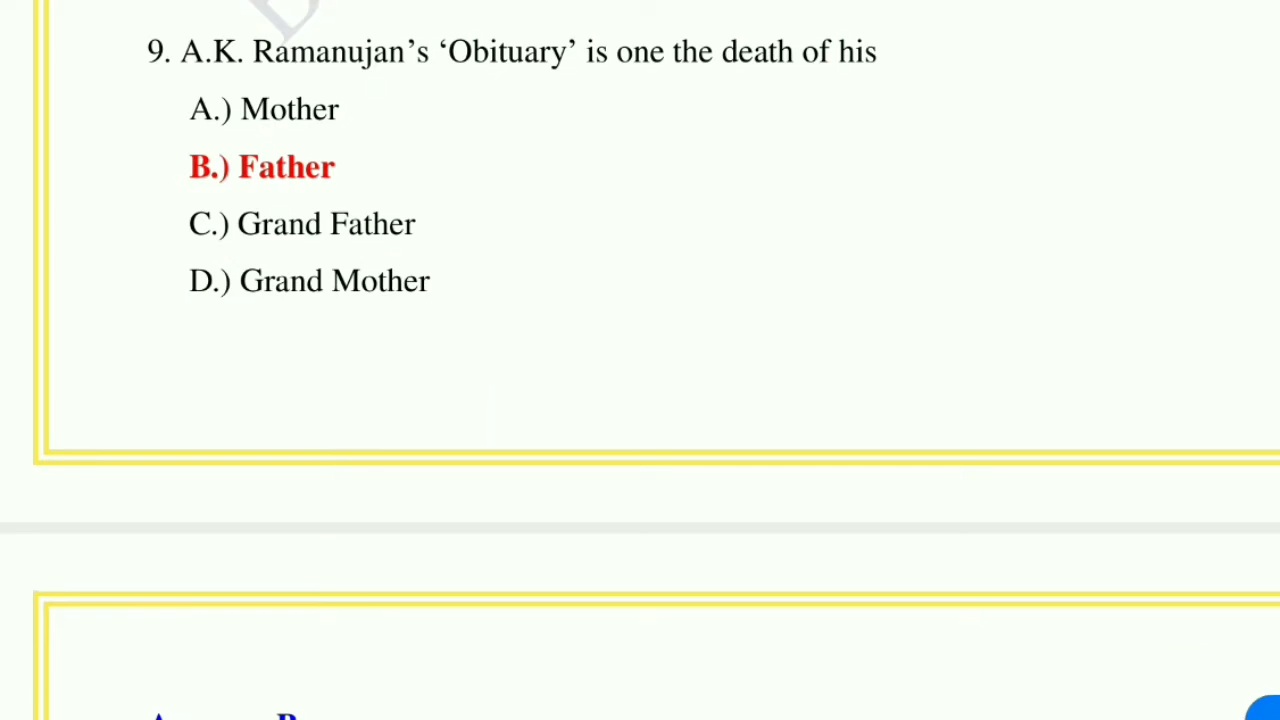 9. A.K. Ramanujan’s ‘Obituary’ is one the death of his
A.) Mother
B.) Father
C.) Grand Father
D.) Grand Mother